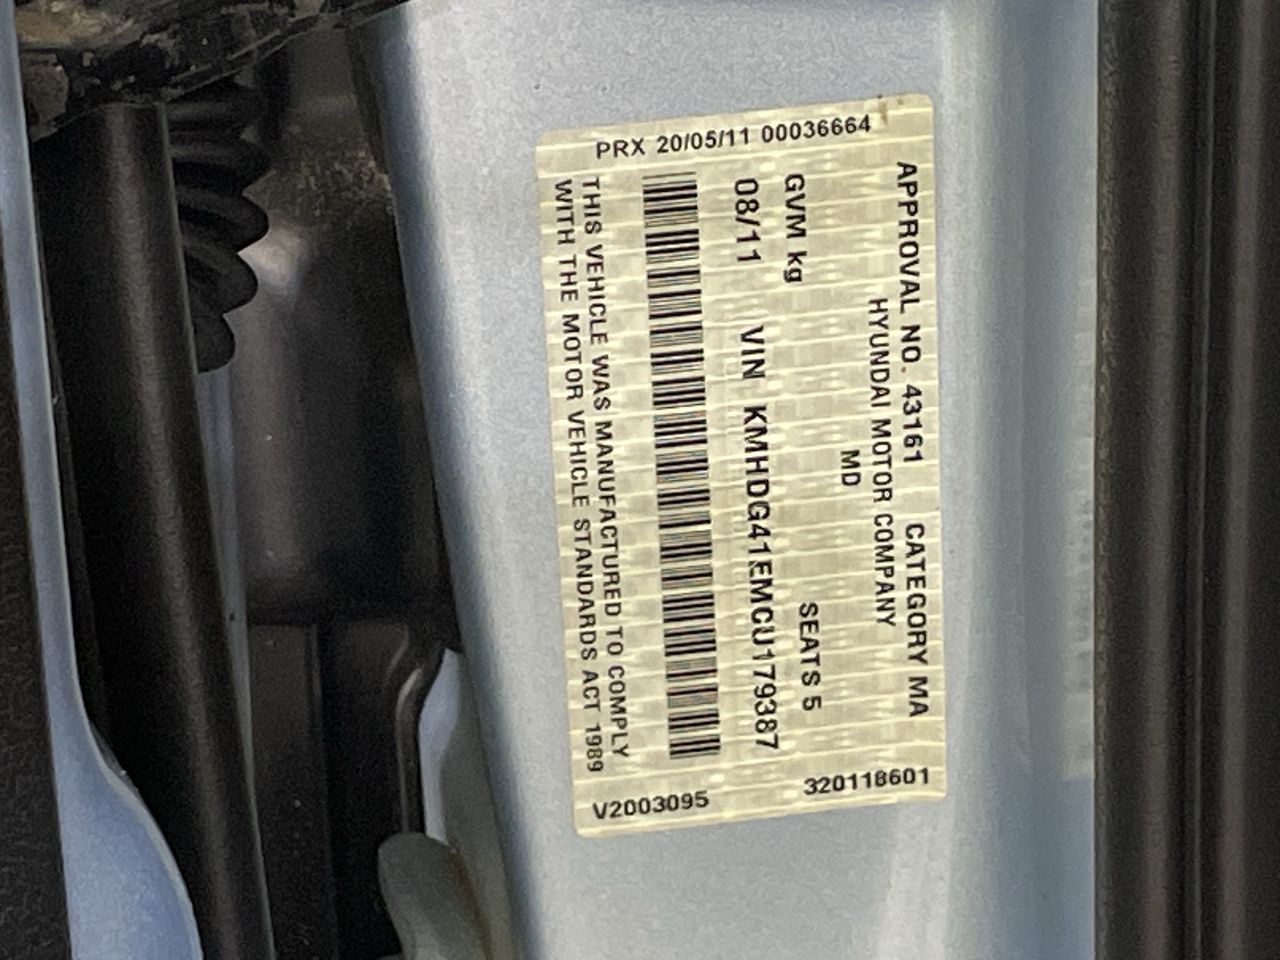 PRX 20/05/11 00036664
APPROVAL NO. 43161 CATEGORY MA
HYUNDAI MOTOR COMPANY
MD
GVM kg SEATS 5
08/11 VIN KMHDG41EMCU179387
THIS VEHICLE WAS MANUFACTURED TO COMPLY
WITH THE MOTOR VEHICLE STANDARDS ACT 1989
V2003095 320118601